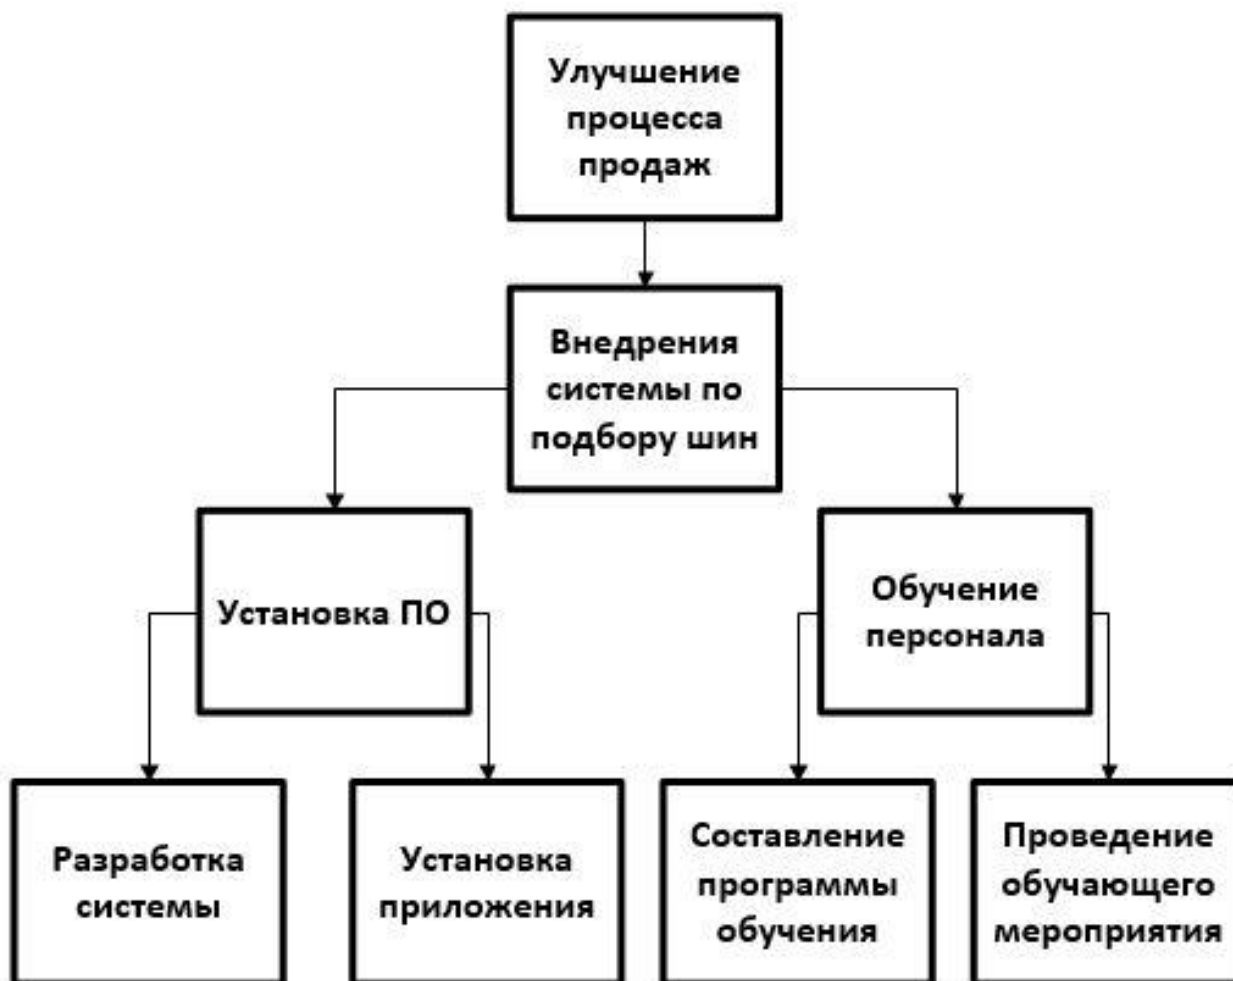 Улучшение
процесса
продаж
Внедрения
системы по
подбору шин
Установка ПО
Обучение
персонала
Разработка
системы
Установка
приложения
Составление
программы
обучения
Проведение
обучающего
мероприятия